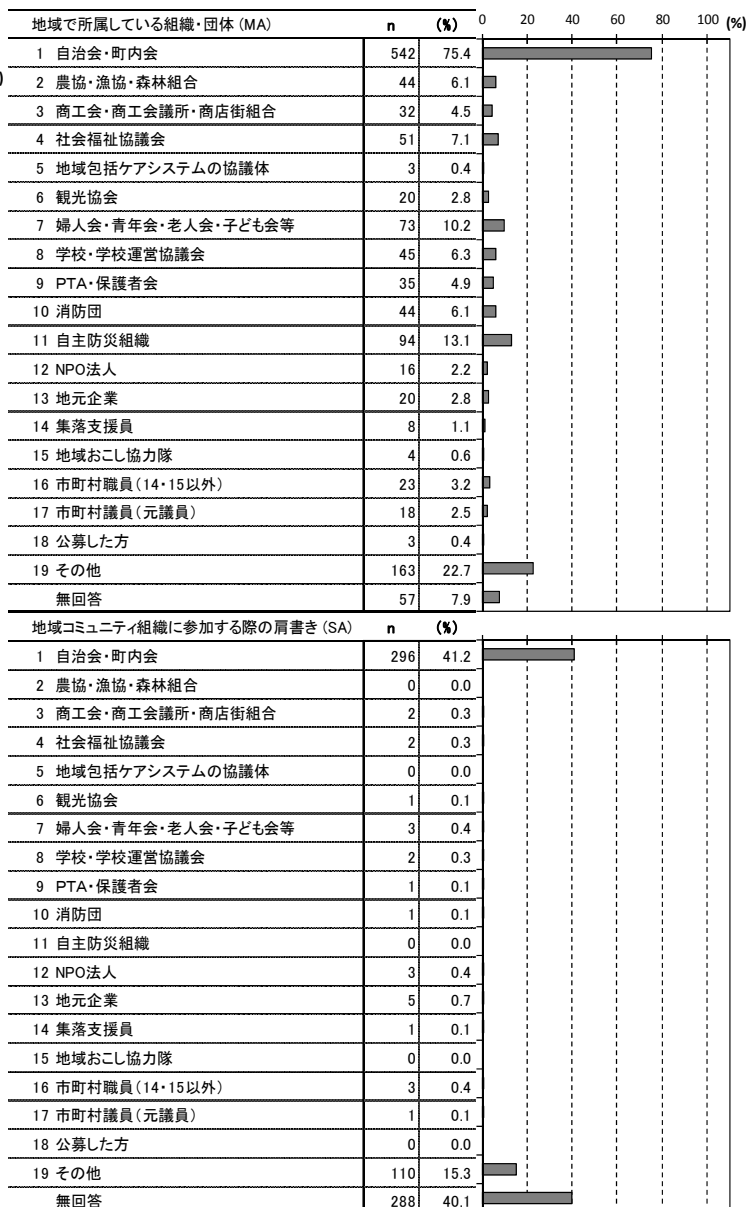 地域で所属している組織・団体(MA) n (%) 0 20 40 60 80 100 (%)
1 自治会・町内会 542 75.4
)
2 農協・漁協・森林組合 44 6.1
3 商工会・商工会議所・商店街組合 32 4.5
4 社会福祉協議会 51 7.1
5 地域包括ケアシステムの協議体 3 0.4
6 観光協会 20 2.8
7 婦人会・青年会・老人会・子ども会等 73 10.2
8 学校・学校運営協議会 45 6.3
9 PTA・保護者会 35 4.9
10 消防団 44 6.1
11 自主防災組織 94 13.1
12 NPO法人 16 2.2
13 地元企業 20 2.8
14 集落支援員 8 1.1
15 地域おこし協力隊 4 0.6
16 市町村職員(14・15以外) 23 3.2
17 市町村議員(元議員) 18 2.5
18 公募した方 3 0.4
19 その他 163 22.7
無回答 57 7.9
地域コミュニティ組織に参加する際の肩書き(SA) n (%)
1 自治会・町内会 296 41.2
2 農協・漁協・森林組合 0 0.0
3 商工会・商工会議所・商店街組合 2 0.3
4 社会福祉協議会 2 0.3
5 地域包括ケアシステムの協議体 0 0.0
6 観光協会 1 0.1
7 婦人会・青年会・老人会・子ども会等 3 0.4
8 学校・学校運営協議会 2 0.3
9 PTA・保護者会 1 0.1
10 消防団 1 0.1
11 自主防災組織 0 0.0
12 NPO法人 3 0.4
13 地元企業 5 0.7
14 集落支援員 1 0.1
15 地域おこし協力隊 0 0.0
16 市町村職員(14・15以外) 3 0.4
17 市町村議員(元議員) 1 0.1
18 公募した方 0 0.0
19 その他 110 15.3
無回答 288 40.1